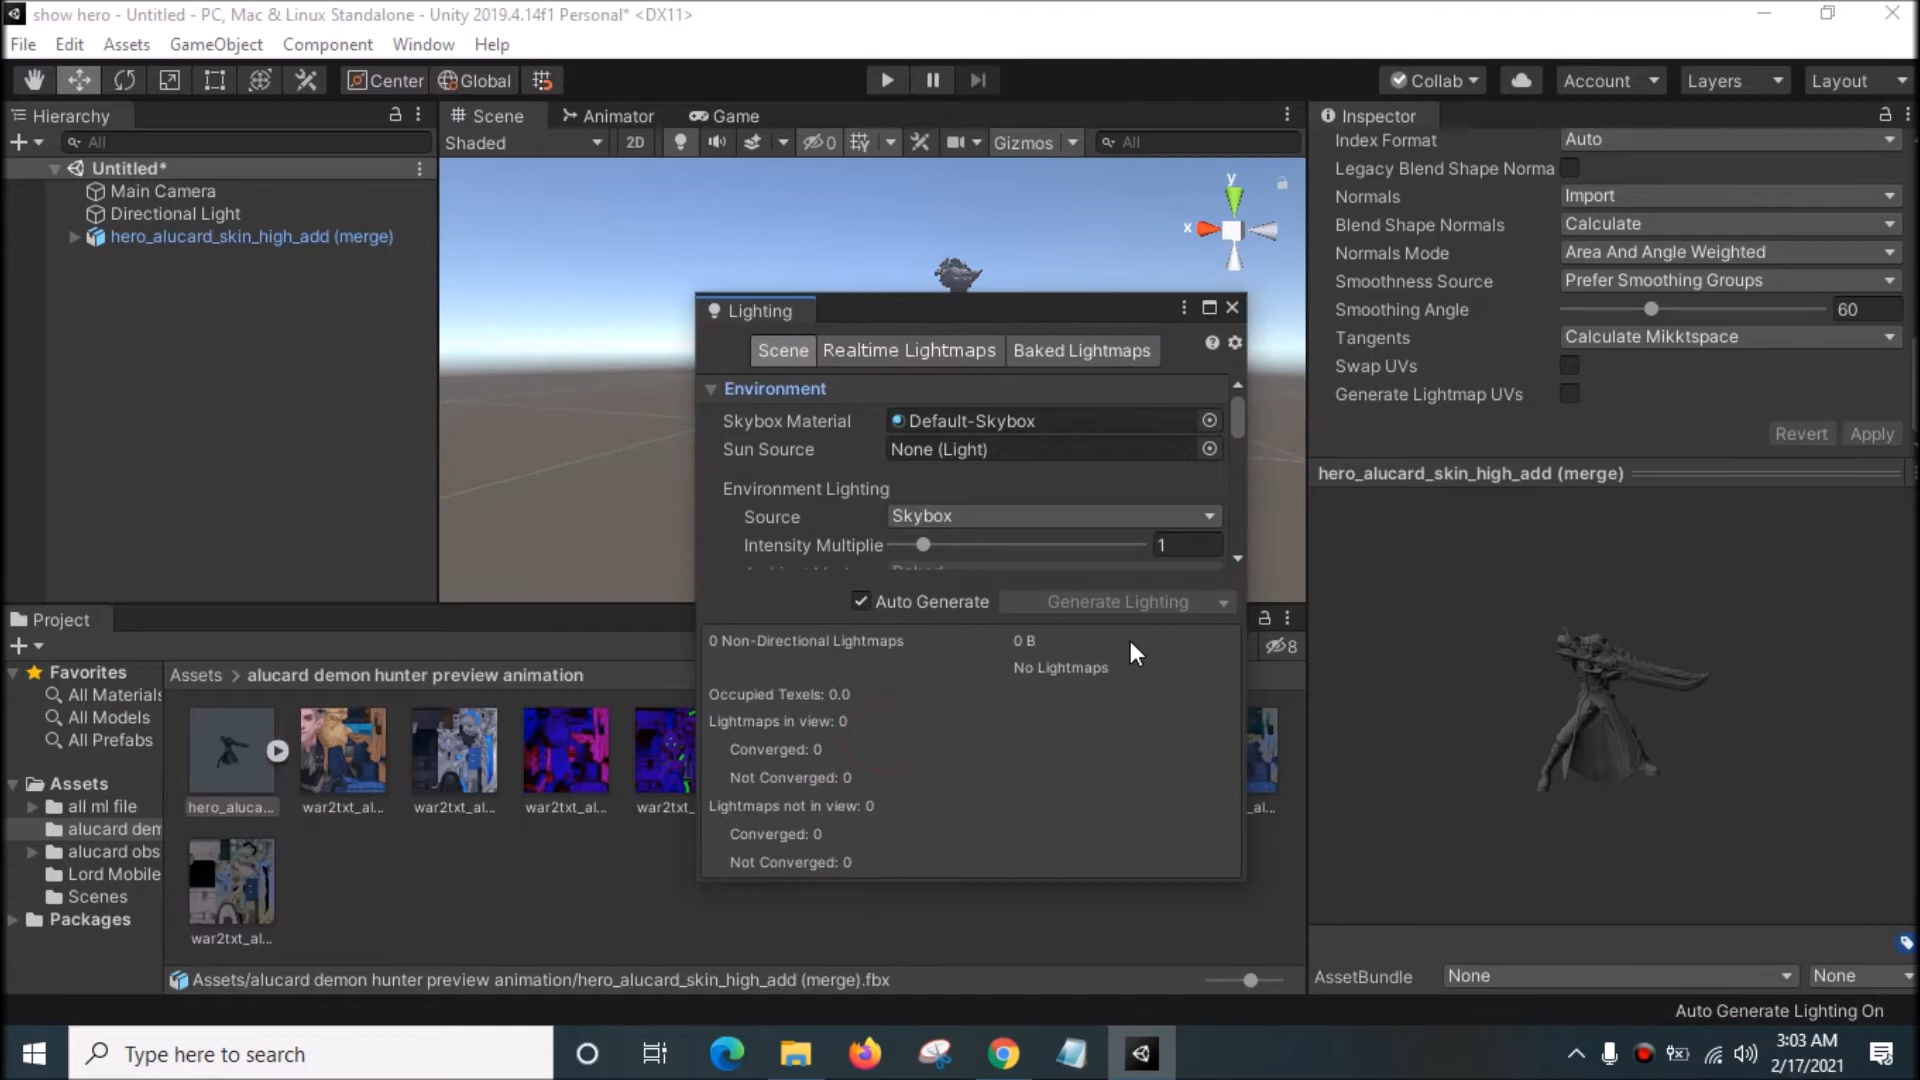 show hero - Untitled - PC, Mac & Linux Standalone - Unity 2019.4.14f1 Personal* <DX11>
File Edit Assets GameObject Component Window Help
Center Global Collab Account Layers Layout
Hierarchy
All
Untitled*
Main Camera
Directional Light
hero_alucard_skin_high_add (merge)
Scene Animator Game
Shaded 2D 0 Gizmos All
y
x
Lighting
Scene Realtime Lightmaps Baked Lightmaps
Environment
Skybox Material Default-Skybox
Sun Source None (Light)
Environment Lighting
Source Skybox
Intensity Multiplie 1
Auto Generate Generate Lighting
0 Non-Directional Lightmaps 0 B
No Lightmaps
Occupied Texels: 0.0
Lightmaps in view: 0
Converged: 0
Not Converged: 0
Lightmaps not in view: 0
Converged: 0
Not Converged: 0
Inspector
Index Format Auto
Legacy Blend Shape Norma
Normals Import
Blend Shape Normals Calculate
Normals Mode Area And Angle Weighted
Smoothness Source Prefer Smoothing Groups
Smoothing Angle 60
Tangents Calculate Mikktspace
Swap UVs
Generate Lightmap UVs
Revert Apply
hero_alucard_skin_high_add (merge)
AssetBundle None None
Auto Generate Lighting On
Project
8
Favorites
All Materials
All Models
All Prefabs
Assets
all ml file
alucard dem
alucard obs
Lord Mobile
Scenes
Packages
Assets > alucard demon hunter preview animation
hero_aluca... war2txt_al... war2txt_al... war2txt_al... war2txt
_al...
war2txt_al...
Assets/alucard demon hunter preview animation/hero_alucard_skin_high_add (merge).fbx
Type here to search
3:03 AM
2/17/2021